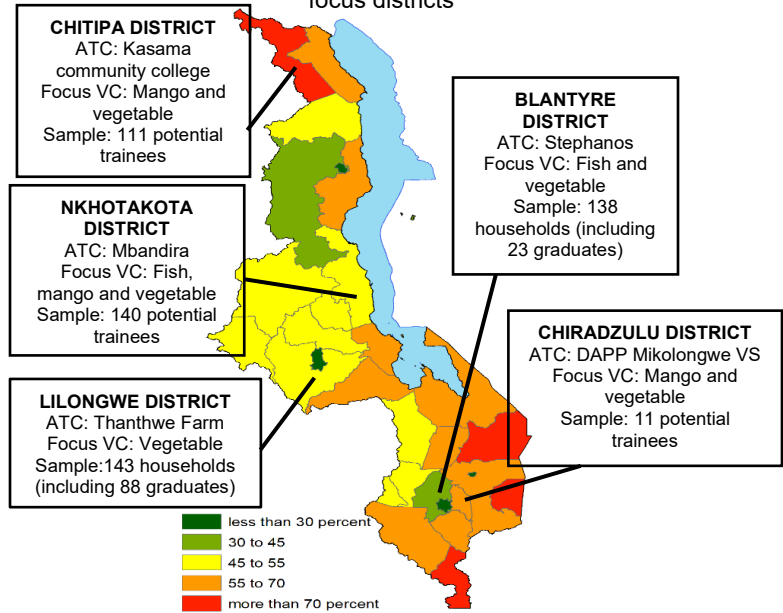 focus districts
CHITIPA DISTRICT
ATC: Kasama
community college
Focus VC: Mango and
vegetable
Sample: 111 potential
trainees
BLANTYRE
DISTRICT
ATC: Stephanos
Focus VC: Fish and
vegetable
Sample: 138
households (including
23 graduates)
NKHOTAKOTA
DISTRICT
ATC: Mbandira
Focus VC: Fish,
mango and vegetable
Sample: 140 potential
trainees
CHIRADZULU DISTRICT
ATC: DAPP Mikolongwe VS
Focus VC: Mango and
vegetable
Sample: 11 potential
trainees
LILONGWE DISTRICT
ATC: Thanthwe Farm
Focus VC: Vegetable
Sample:143 households
(including 88 graduates)
less than 30 percent
30 to 45
45 to 55
55 to 70
more than 70 percent